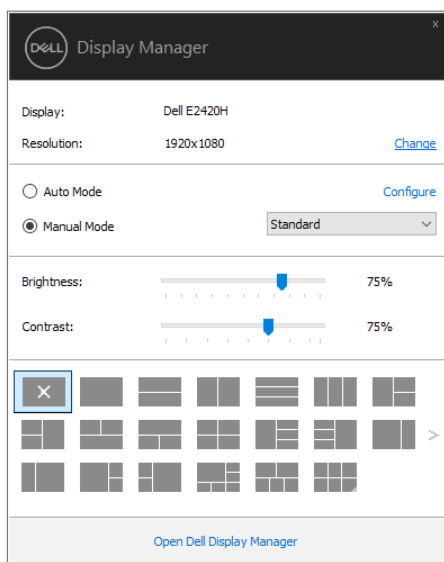 x
DELL Display Manager
Display: Dell E2420H
Resolution: 1920x1080 Change
Auto Mode Configure
Manual Mode Standard
Brightness: 75%
Contrast: 75%
Open Dell Display Manager